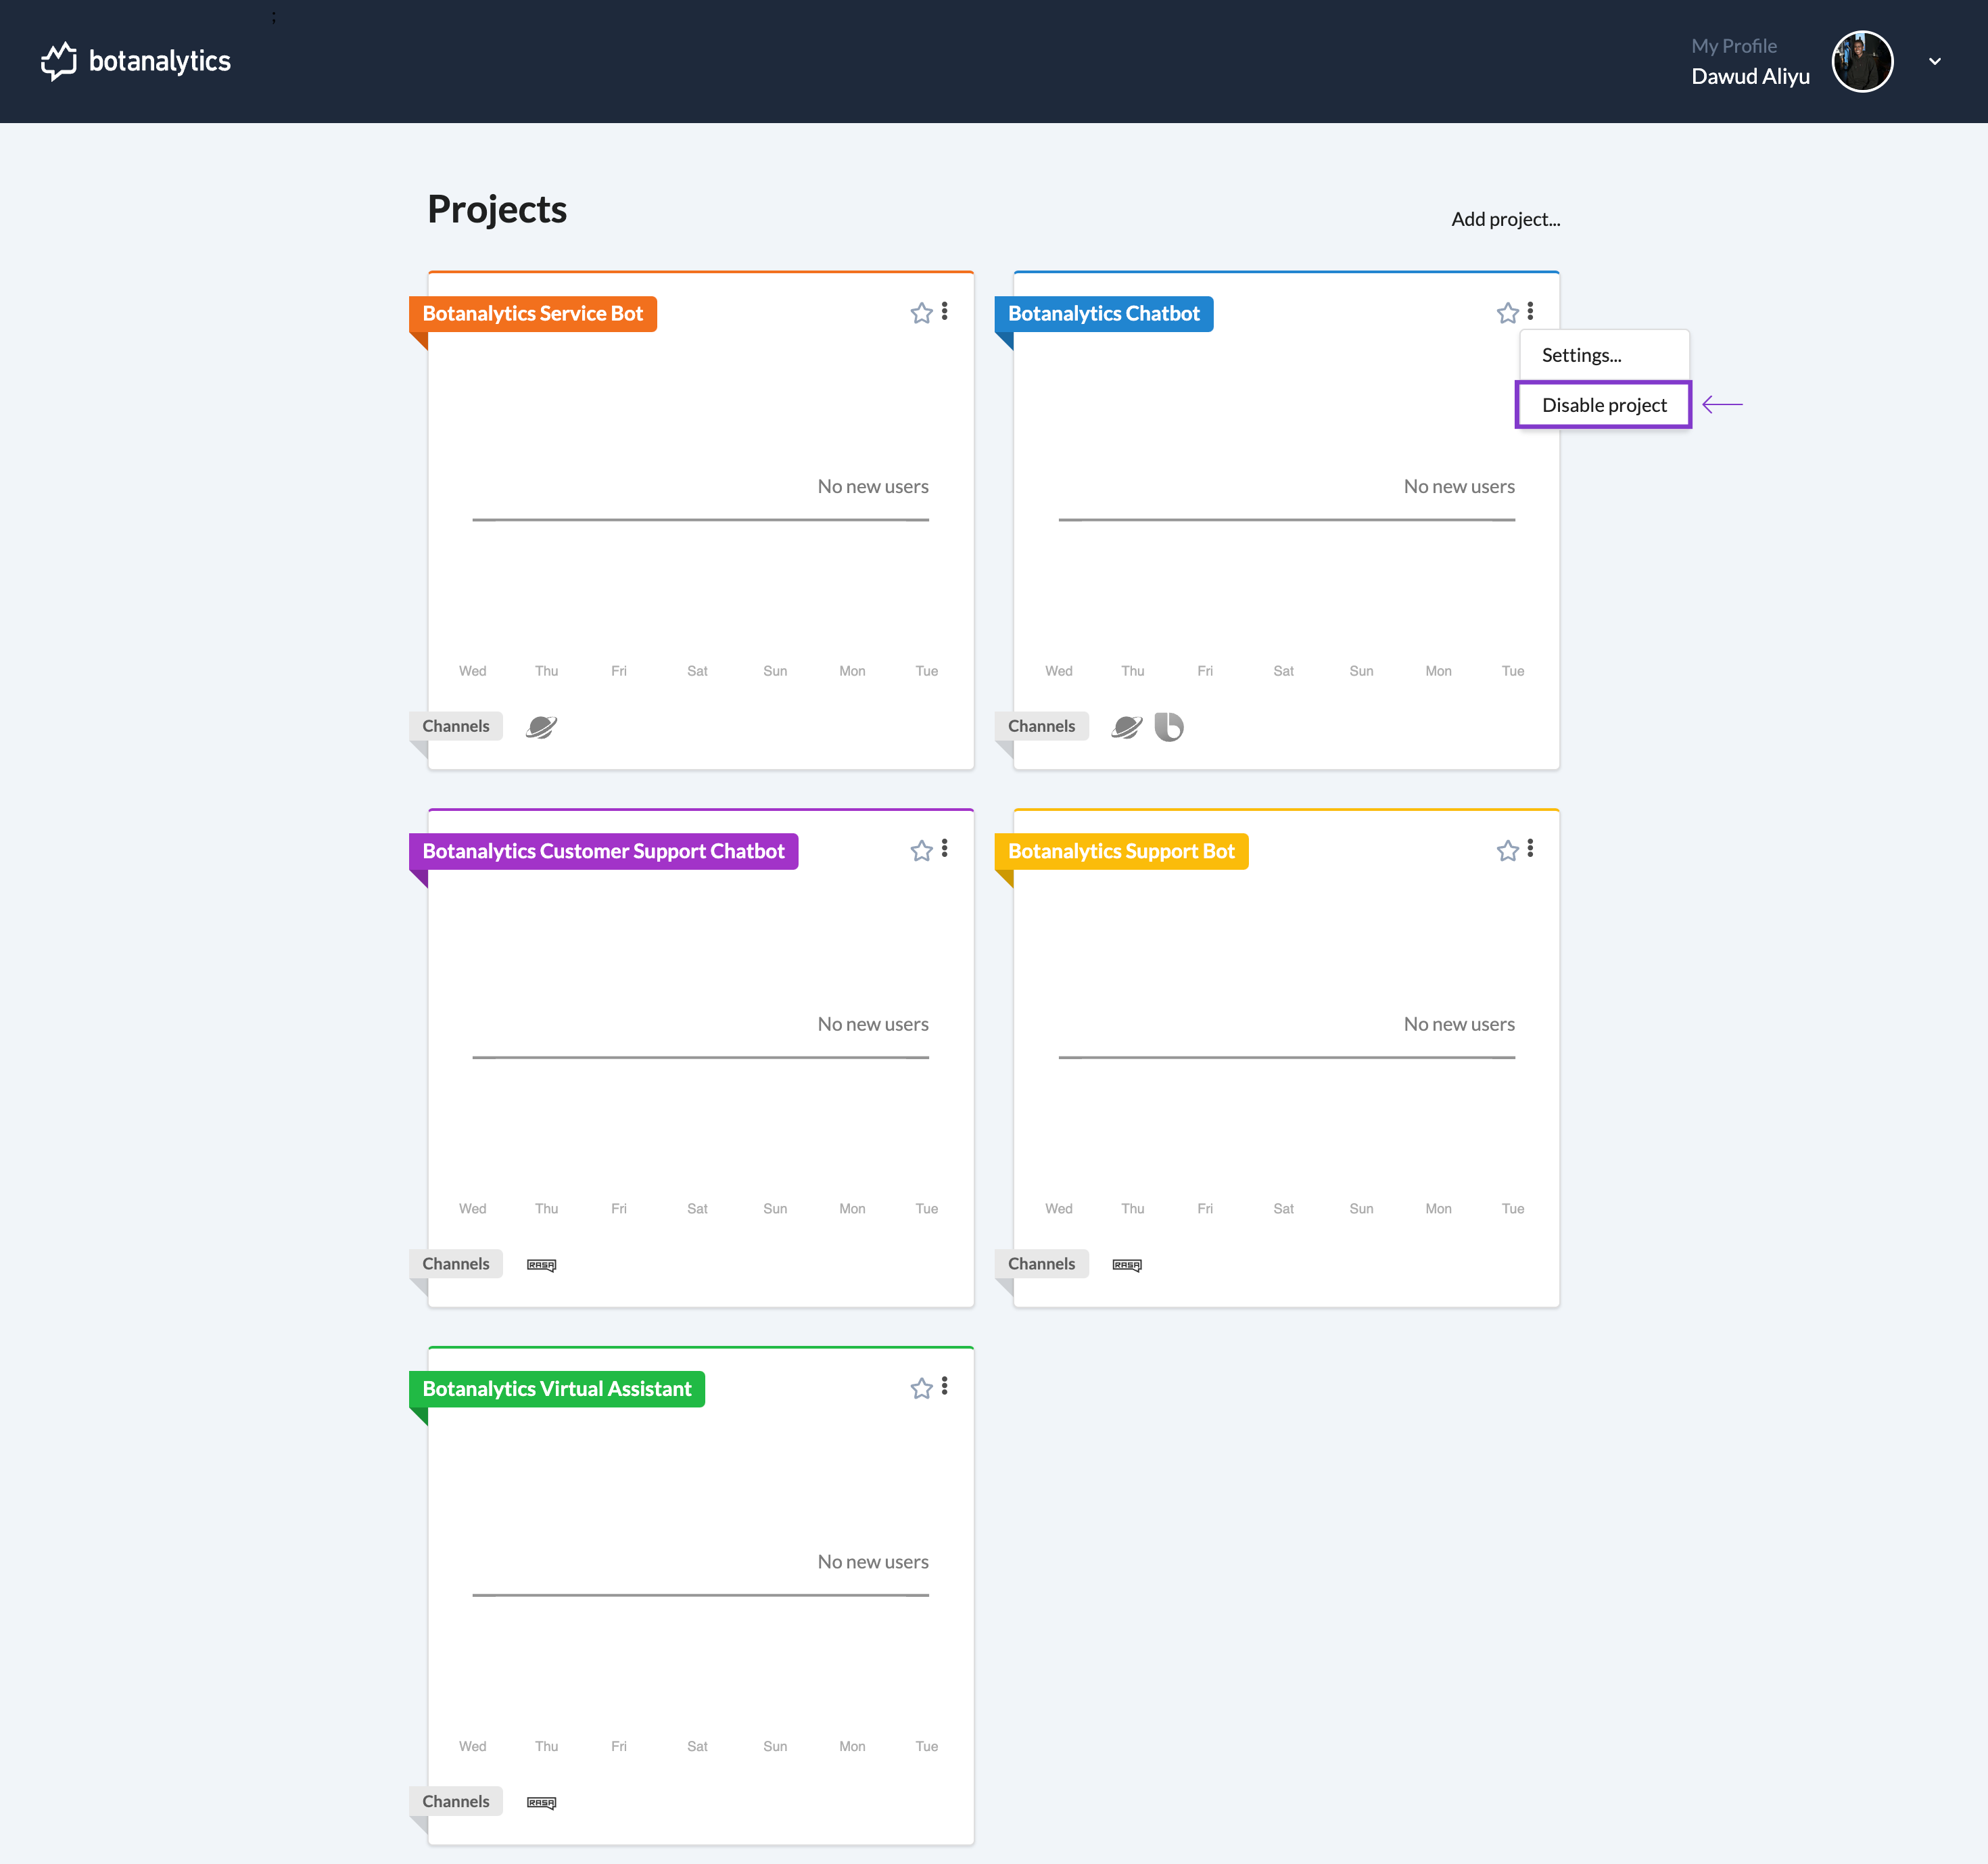 ;
botanalytics
My Profile
Dawud Aliyu
Projects
Add project...
Botanalytics Service Bot
No new users
Wed Thu Fri Sat Sun Mon Tue
Channels
Botanalytics Chatbot
Settings...
Disable project
No new users
Wed Thu Fri Sat Sun Mon Tue
Channels
b
Botanalytics Customer Support Chatbot
No new users
Wed Thu Fri Sat Sun Mon Tue
Channels
RASA
Botanalytics Support Bot
No new users
Wed Thu Fri Sat Sun Mon Tue
Channels
RASA
Botanalytics Virtual Assistant
No new users
Wed Thu Fri Sat Sun Mon Tue
Channels
RASA